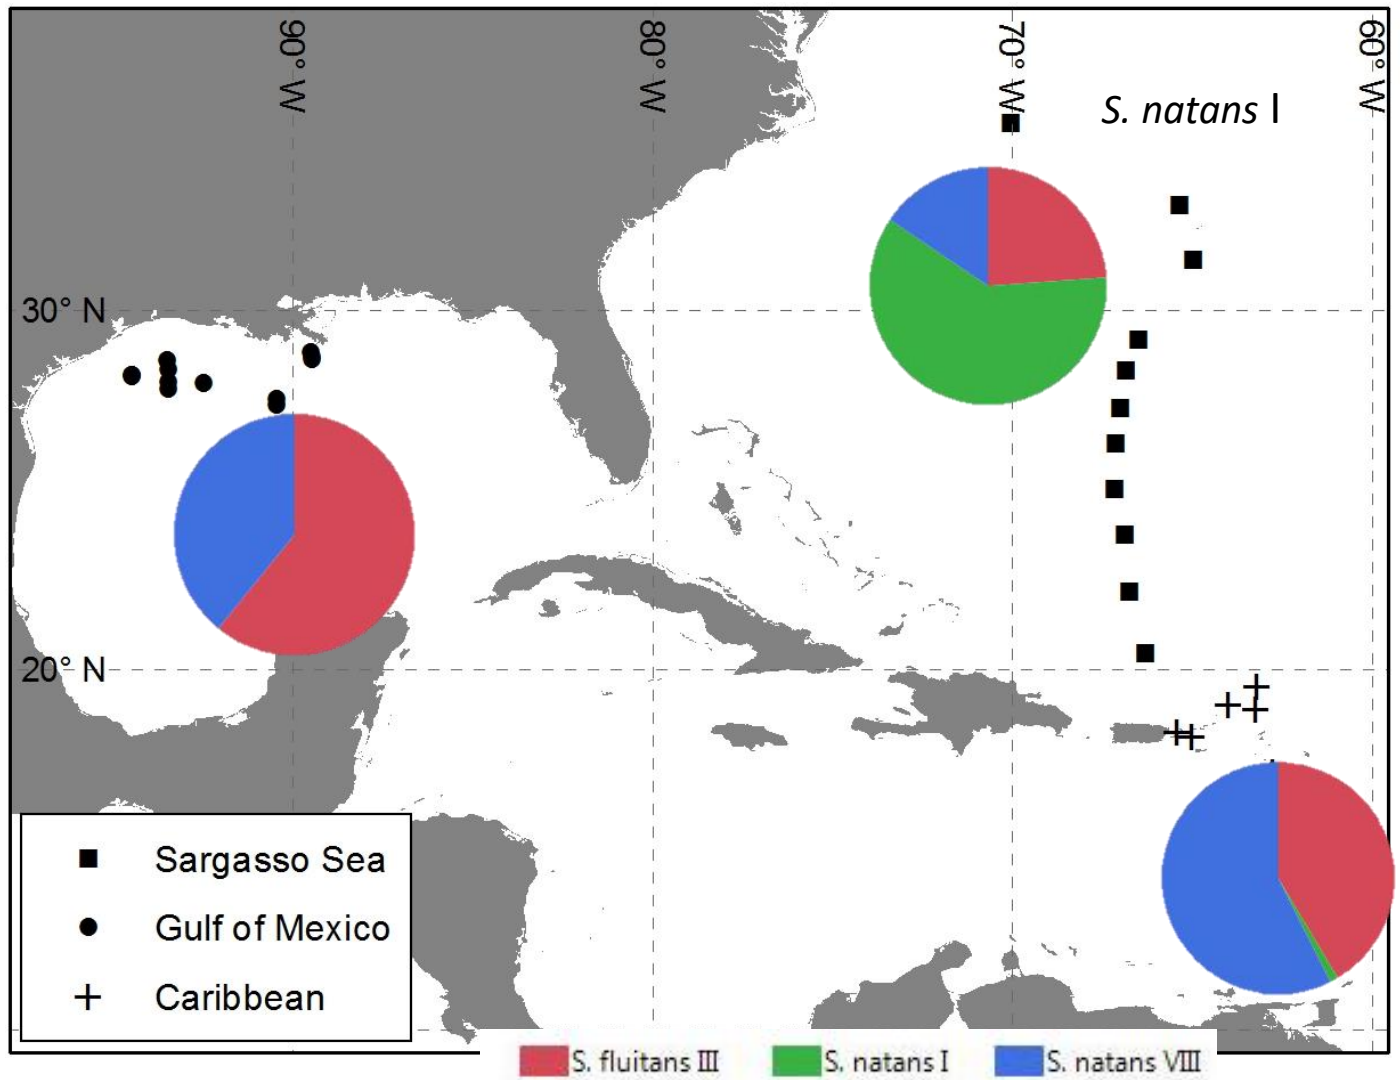 90° W
80° W
70° W
60° W
S. natans I
30° N
20° N
Sargasso Sea
Gulf of Mexico
Caribbean
S. fluitans III
S. natans I
S. natans VIII